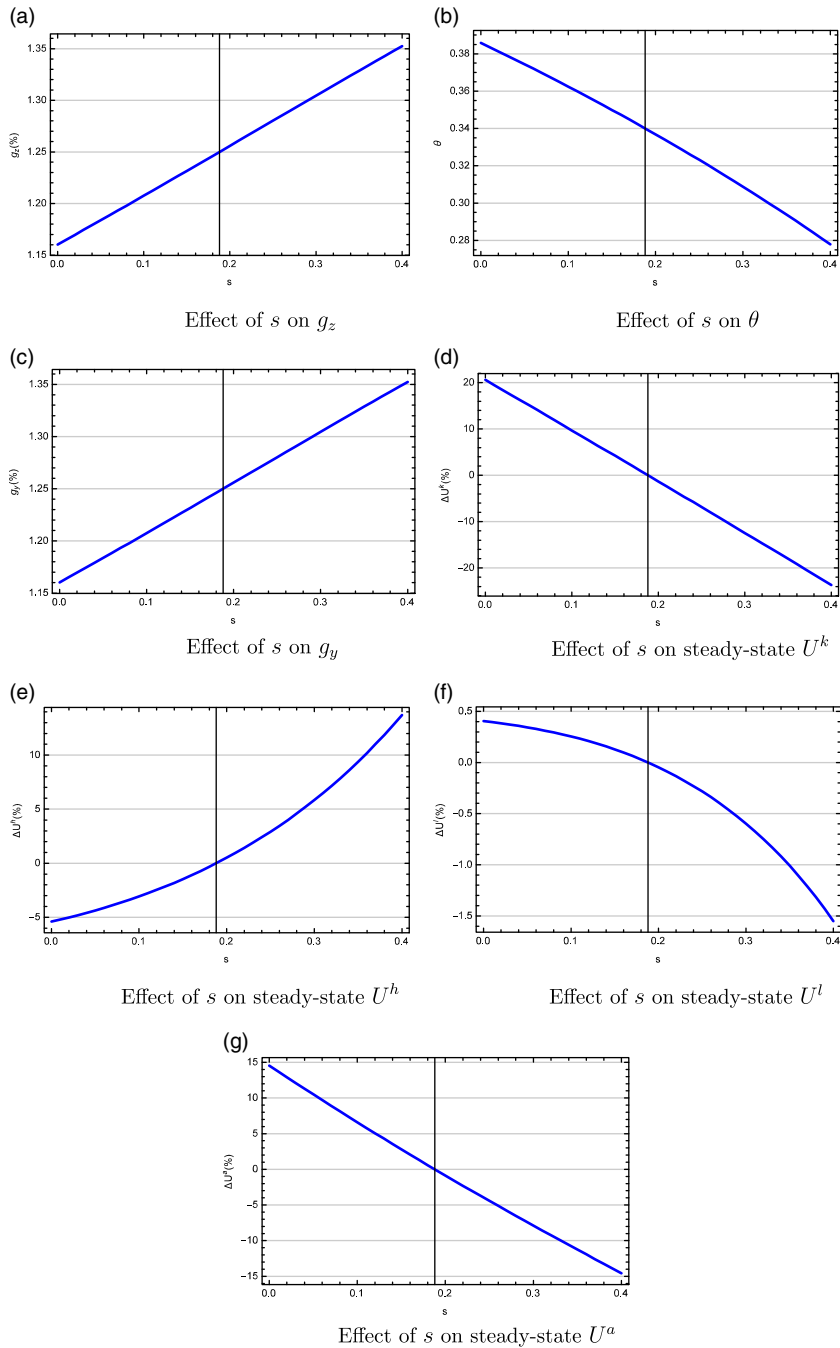 (a)
1.35
1.30
1.25
1.20
1.15
g_z(%)
0.0 0.1 0.2 0.3 0.4
s
Effect of s on g_z
(b)
0.38
0.36
0.34
0.32
0.30
0.28
θ
0.0 0.1 0.2 0.3 0.4
s
Effect of s on θ
(c)
1.35
1.30
1.25
1.20
1.15
g_y(%)
0.0 0.1 0.2 0.3 0.4
s
Effect of s on g_y
(d)
20
10
0
-10
-20
ΔU^k(%)
0.0 0.1 0.2 0.3 0.4
s
Effect of s on steady-state U^k
(e)
10
5
0
-5
ΔU^h(%)
0.0 0.1 0.2 0.3 0.4
s
Effect of s on steady-state U^h
(f)
0.5
0.0
-0.5
-1.0
-1.5
ΔU^l(%)
0.0 0.1 0.2 0.3 0.4
s
Effect of s on steady-state U^l
(g)
15
10
5
0
-5
-10
-15
ΔU^a(%)
0.0 0.1 0.2 0.3 0.4
s
Effect of s on steady-state U^a